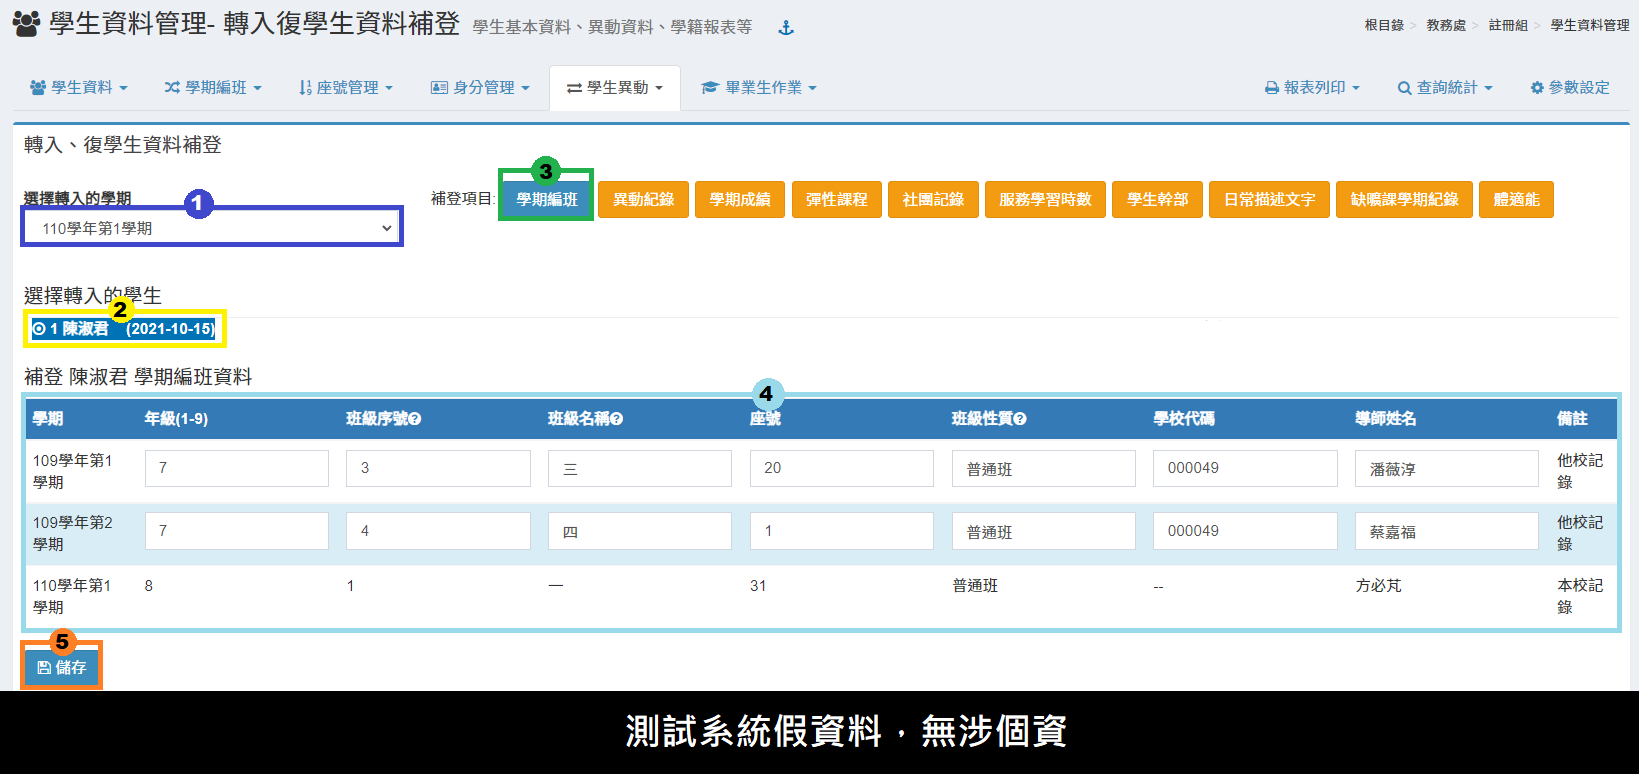 學生資料管理- 轉入復學生資料補登 學生基本資料、異動資料、學籍報表等
根目錄 > 教務處 > 註冊組 > 學生資料管理
學生資料 學期編班 座號管理 身分管理 學生異動 畢業生作業 報表列印 查詢統計 參數設定
轉入、復學生資料補登
選擇轉入的學期 1
110學年第1學期
補登項目: 學期編班 異動紀錄 學期成績 彈性課程 社團記錄 服務學習時數 學生幹部 日常描述文字 缺曠課學期紀錄 體適能
3
選擇轉入的學生
2
1 陳淑君 (2021-10-15)
補登 陳淑君 學期編班資料
4
學期 年級(1-9) 班級序號 班級名稱 座號 班級性質 學校代碼 導師姓名 備註
109學年第1學期 7 3 三 20 普通班 000049 潘薇淳 他校記錄
109學年第2學期 7 4 四 1 普通班 000049 蔡嘉福 他校記錄
110學年第1學期 8 1 一 31 普通班 -- 方必芃 本校記錄
5
儲存
測試系統假資料，無涉個資